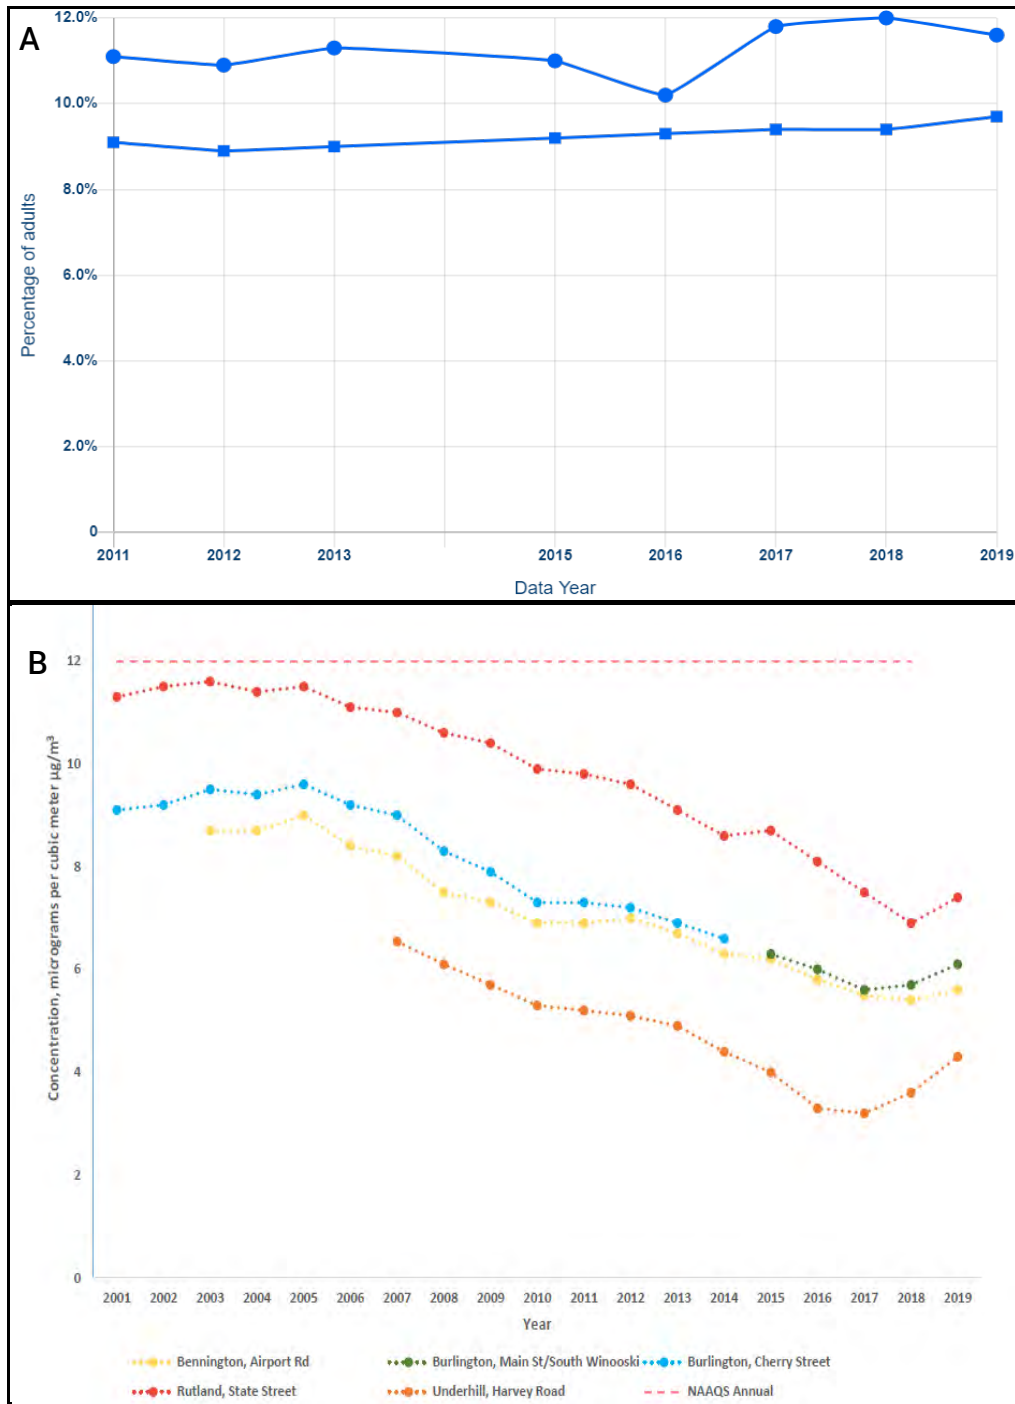 A
12.0%
10.0%
8.0%
6.0%
4.0%
2.0%
0
Percentage of adults
2011 2012 2013 2015 2016 2017 2018 2019
Data Year
B
12
10
8
6
4
2
0
Concentration, micrograms per cubic meter µg/m³
2001 2002 2003 2004 2005 2006 2007 2008 2009 2010 2011 2012 2013 2014 2015 2016 2017 2018 2019
Year
Bennington, Airport Rd Burlington, Main St/South Winooski Burlington, Cherry Street
Rutland, State Street Underhill, Harvey Road NAAQS Annual